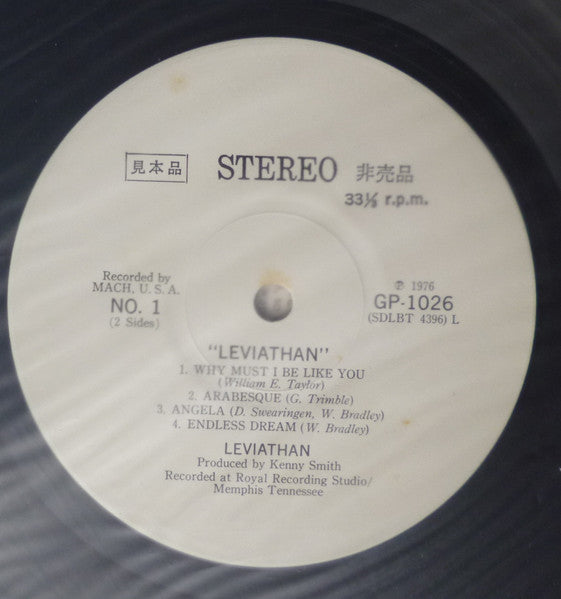 見本品 STEREO 非売品
33⅓ r.p.m.
Recorded by
MACH, U. S. A.
NO. 1
(2 Sides)
℗ 1976
GP-1026
(SDLBT 4396) L
"LEVIATHAN"
1. WHY MUST I BE LIKE YOU
(William E. Taylor)
2. ARABESQUE (G. Trimble)
3. ANGELA (D. Swearingen, W. Bradley)
4. ENDLESS DREAM (W. Bradley)
LEVIATHAN
Produced by Kenny Smith
Recorded at Royal Recording Studio/
Memphis Tennessee